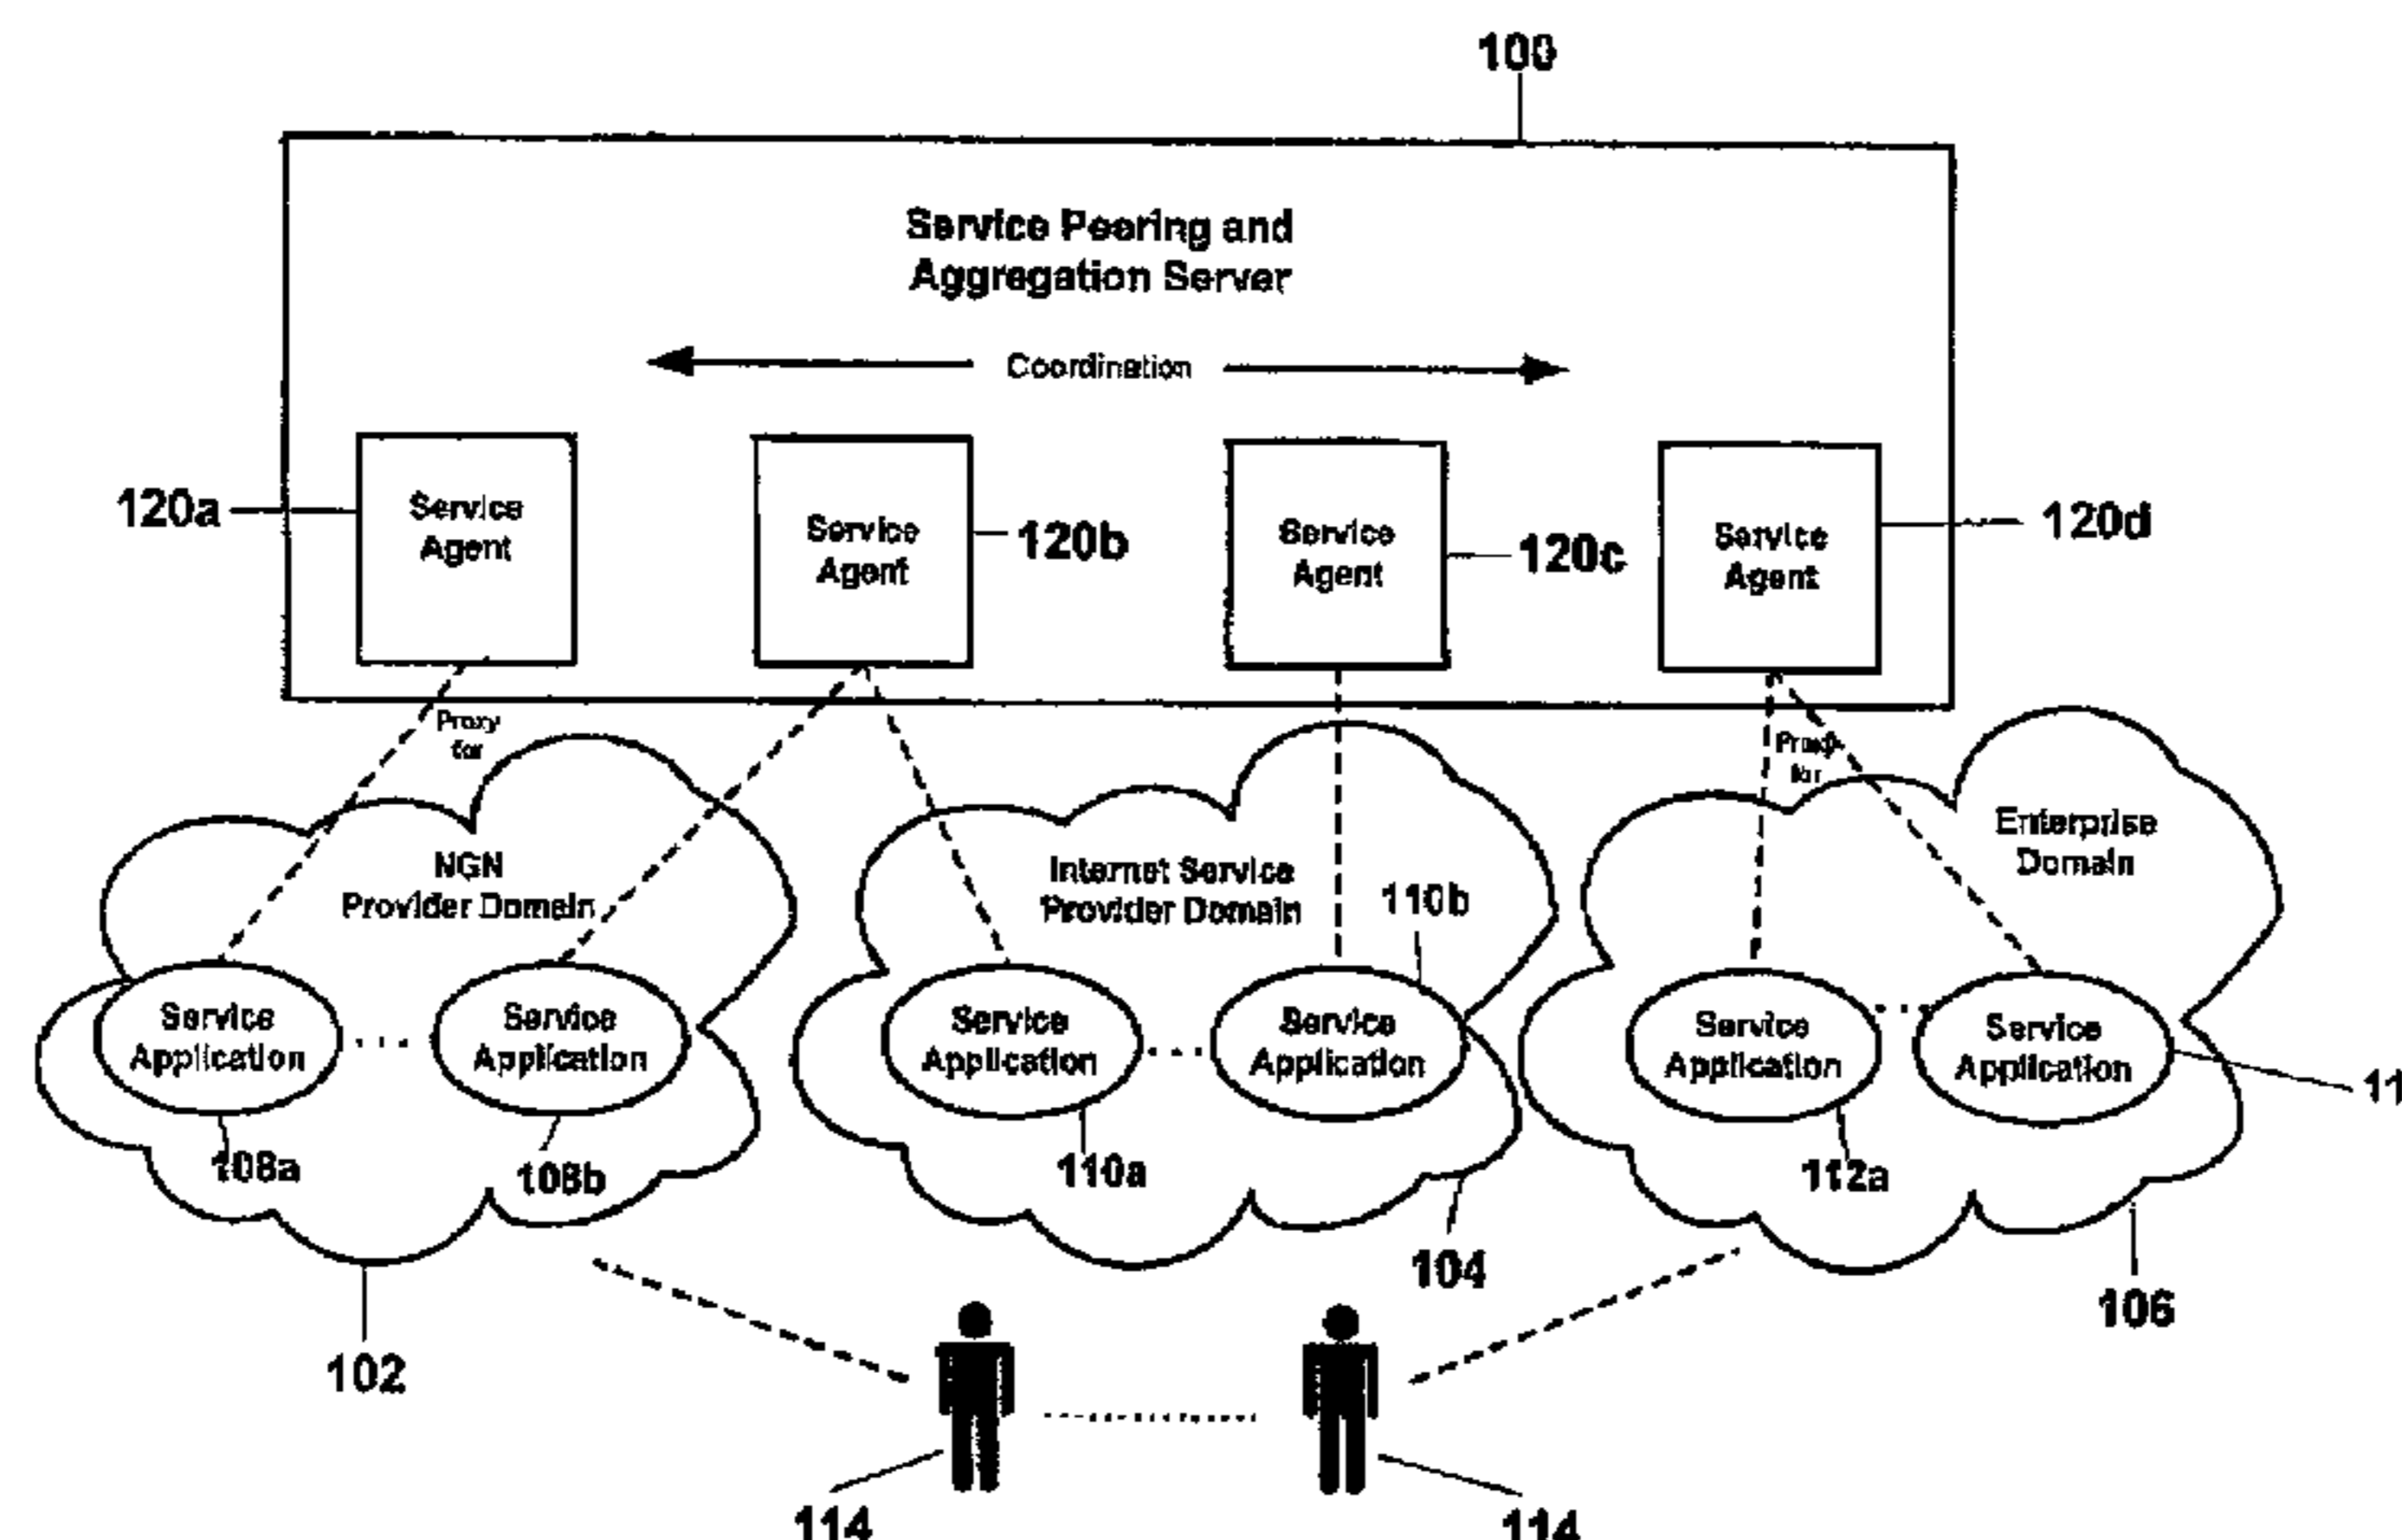 100
Service Peering and
Aggregation Server
Coordination
120a
Service
Agent
Service
Agent
120b
Service
Agent
120c
Service
Agent
120d
Proxy
for
Proxy
for
NGN
Provider Domain
Internet Service
Provider Domain
110b
Enterprise
Domain
Service
Application
Service
Application
Service
Application
Service
Application
Service
Application
Service
Application
11
108a
108b
110a
112a
104
106
102
114
114